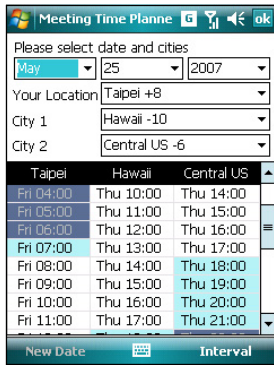 Meeting Time Planne G ok
Please select date and cities
May 25 2007
Your Location Taipei +8
City 1 Hawaii -10
City 2 Central US -6
Taipei Hawaii Central US
Fri 04:00 Thu 10:00 Thu 14:00
Fri 05:00 Thu 11:00 Thu 15:00
Fri 06:00 Thu 12:00 Thu 16:00
Fri 07:00 Thu 13:00 Thu 17:00
Fri 08:00 Thu 14:00 Thu 18:00
Fri 09:00 Thu 15:00 Thu 19:00
Fri 10:00 Thu 16:00 Thu 20:00
Fri 11:00 Thu 17:00 Thu 21:00
New Date Interval